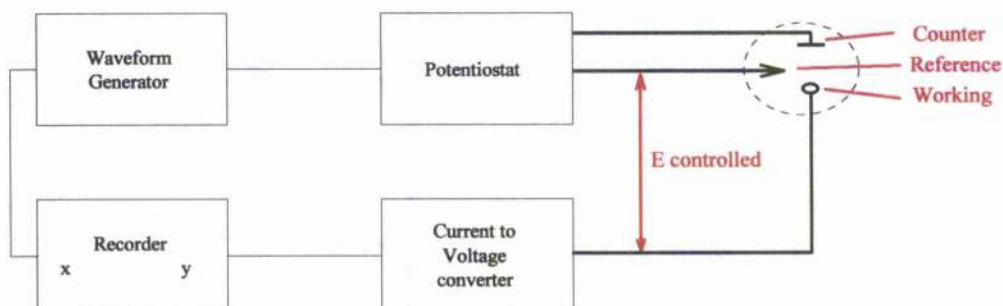 Waveform
Generator
Potentiostat
Counter
Reference
Working
E controlled
Recorder
x y
Current to
Voltage
converter